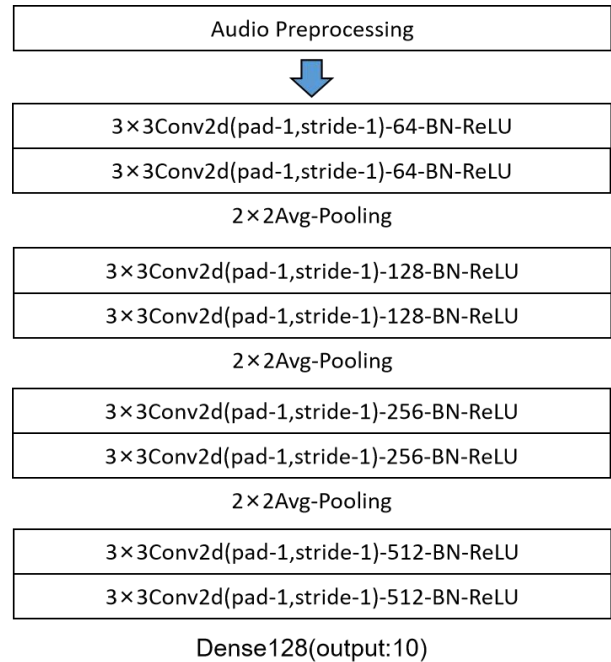 Audio Preprocessing
3×3Conv2d(pad-1,stride-1)-64-BN-ReLU
3×3Conv2d(pad-1,stride-1)-64-BN-ReLU
2×2Avg-Pooling
3×3Conv2d(pad-1,stride-1)-128-BN-ReLU
3×3Conv2d(pad-1,stride-1)-128-BN-ReLU
2×2Avg-Pooling
3×3Conv2d(pad-1,stride-1)-256-BN-ReLU
3×3Conv2d(pad-1,stride-1)-256-BN-ReLU
2×2Avg-Pooling
3×3Conv2d(pad-1,stride-1)-512-BN-ReLU
3×3Conv2d(pad-1,stride-1)-512-BN-ReLU
Dense128(output:10)